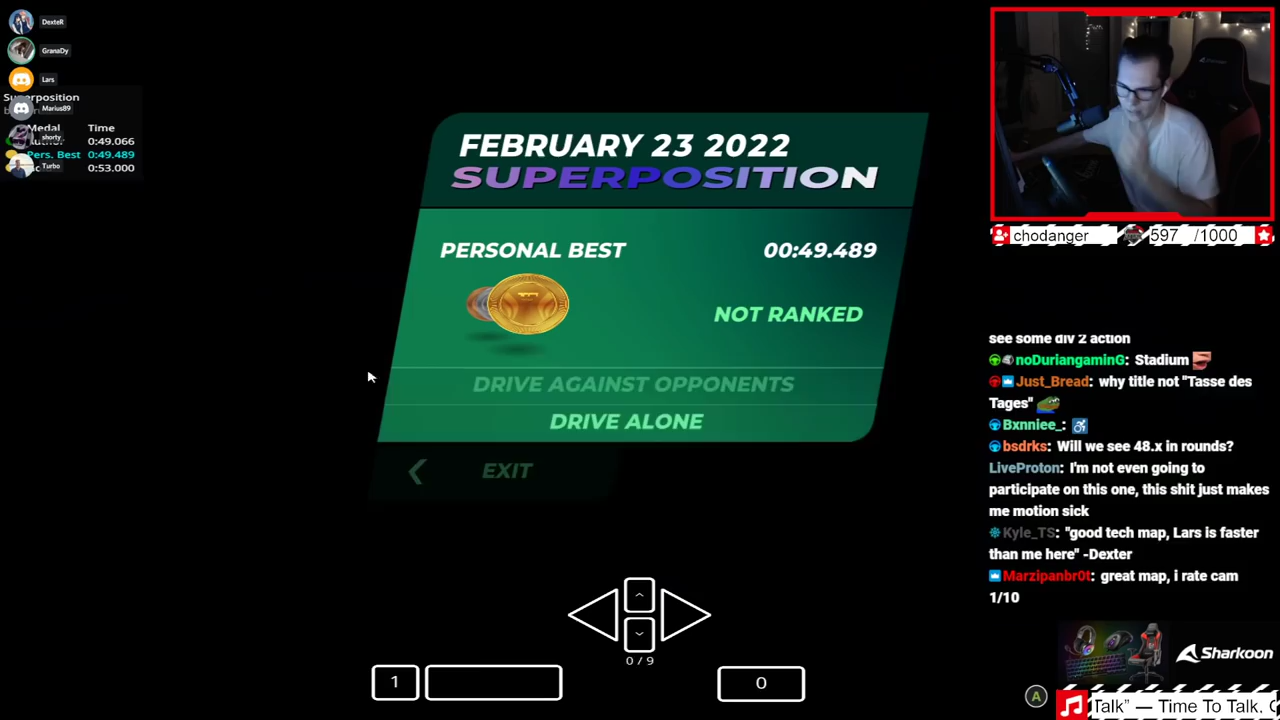 DexteR
GranaDy
Lars
Superposition
Marius89
Medal Time
shorty
0:49.066
Pers. Best 0:49.489
Turbo
0:53.000
FEBRUARY 23 2022
SUPERPOSITION
PERSONAL BEST 00:49.489
NOT RANKED
DRIVE AGAINST OPPONENTS
DRIVE ALONE
EXIT
0 / 9
1
0
chodanger 597 /1000
see some div 2 action
noDuriangaminG: Stadium
Just_Bread: why title not "Tasse des
Tages"
Bxnniee_:
bsdrks: Will we see 48.x in rounds?
LiveProton: I'm not even going to
participate on this one, this shit just makes
me motion sick
Kyle_TS: "good tech map, Lars is faster
than me here" -Dexter
Marzipanbr0t: great map, i rate cam
1/10
Sharkoon
A
Talk" — Time To Talk.